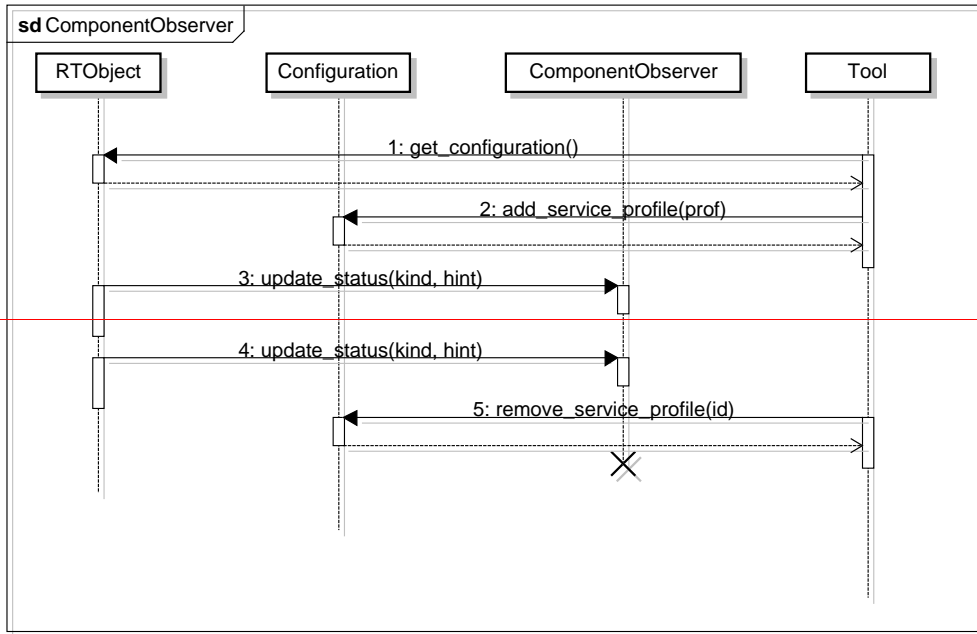 sd ComponentObserver
RTObject
Configuration
ComponentObserver
Tool
1: get_configuration()
2: add_service_profile(prof)
3: update_status(kind, hint)
4: update_status(kind, hint)
5: remove_service_profile(id)